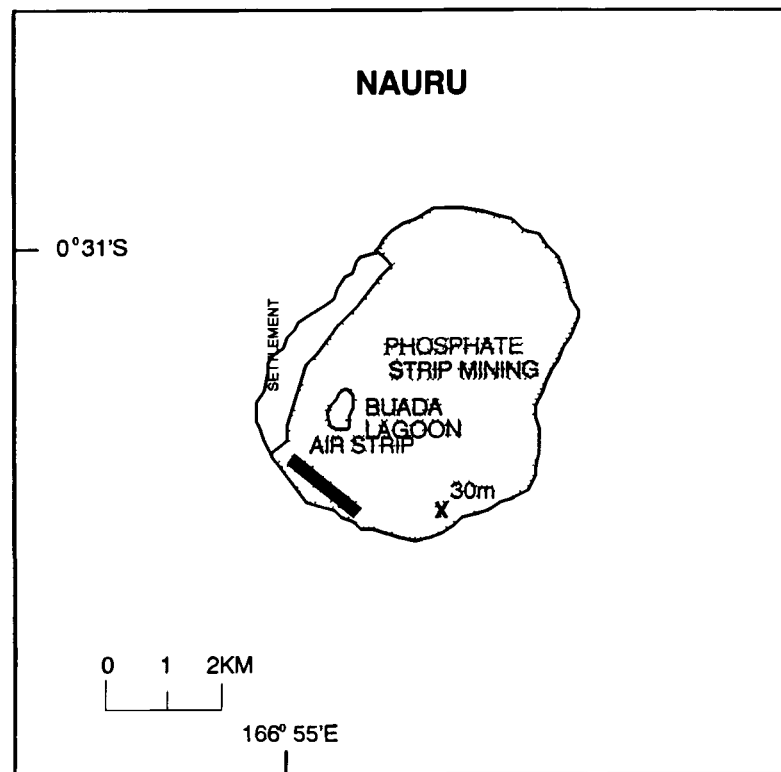 NAURU
0°31'S
SETTLEMENT
PHOSPHATE
STRIP MINING
BUADA
LAGOON
AIR STRIP
30m
X
0 1 2KM
166° 55'E